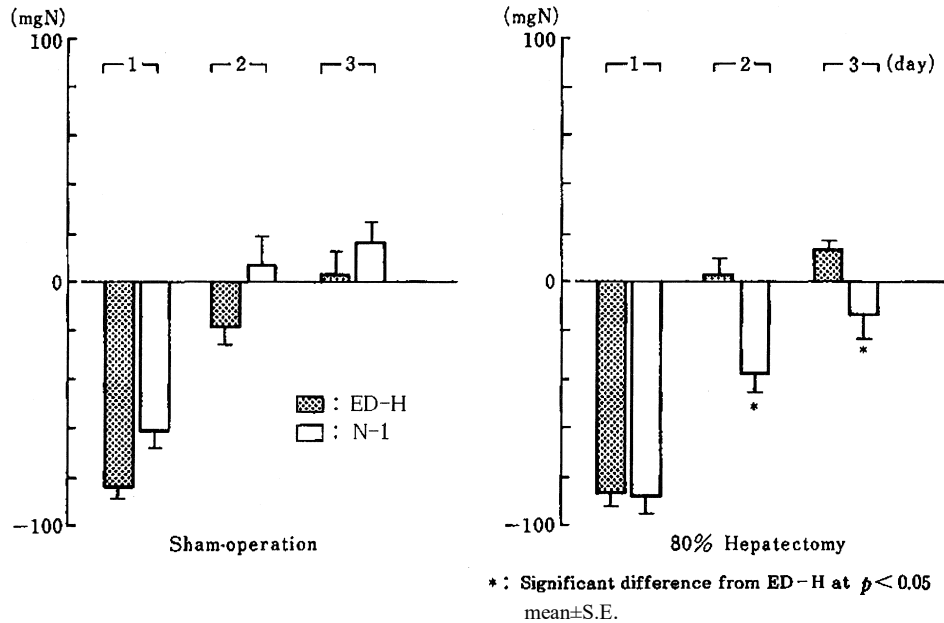 (mgN)
100
1 2 3
0
−100
Sham-operation
▩ : ED-H
□ : N-1
(mgN)
100
1 2 3 (day)
0
*
*
−100
80% Hepatectomy
* : Significant difference from ED-H at p<0.05
mean±S.E.